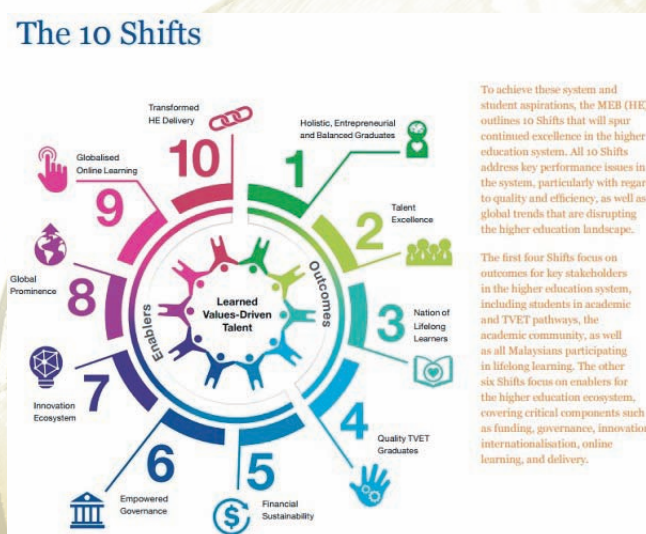 The 10 Shifts
Transformed
HE Delivery
10
Holistic, Entrepreneurial
and Balanced Graduates
1
Talent
Excellence
2
Nation of
Lifelong
Learners
3
Quality TVET
Graduates
4
Financial
Sustainability
5
Empowered
Governance
6
Innovation
Ecosystem
7
Global
Prominence
8
Globalised
Online Learning
9
Enablers
Outcomes
Learned
Values-Driven
Talent
$
To achieve these system and
student aspirations, the MEB (HE)
outlines 10 Shifts that will spur
continued excellence in the higher
education system. All 10 Shifts
address key performance issues in
the system, particularly with regar
to quality and efficiency, as well as
global trends that are disrupting
the higher education landscape.
The first four Shifts focus on
outcomes for key stakeholders
in the higher education system,
including students in academic
and TVET pathways, the
academic community, as well
as all Malaysians participating
in lifelong learning. The other
six Shifts focus on enablers for
the higher education ecosystem,
covering critical components such
as funding, governance, innovation
internationalisation, online
learning, and delivery.